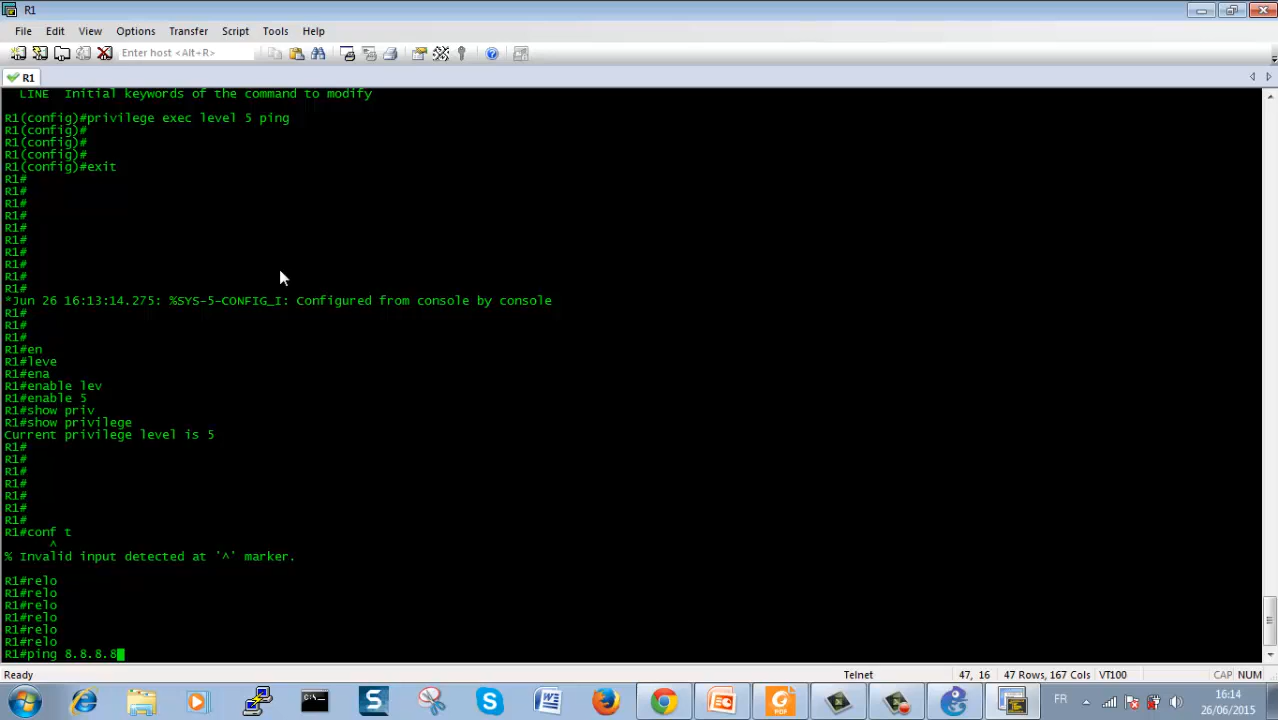 R1
File Edit View Options Transfer Script Tools Help
Enter host <Alt+R>
R1
LINE  Initial keywords of the command to modify
R1(config)#privilege exec level 5 ping
R1(config)#
R1(config)#
R1(config)#
R1(config)#exit
R1#
R1#
R1#
R1#
R1#
R1#
R1#
R1#
R1#
R1#
*Jun 26 16:13:14.275: %SYS-5-CONFIG_I: Configured from console by console
R1#
R1#
R1#
R1#en
R1#leve
R1#ena
R1#enable lev
R1#enable 5
R1#show priv
R1#show privilege
Current privilege level is 5
R1#
R1#
R1#
R1#
R1#
R1#
R1#
R1#conf t
^
% Invalid input detected at '^' marker.
R1#relo
R1#relo
R1#relo
R1#relo
R1#relo
R1#relo
R1#ping 8.8.8.8
Ready Telnet 47, 16 47 Rows, 167 Cols VT100 CAP NUM
FR 16:14
26/06/2015